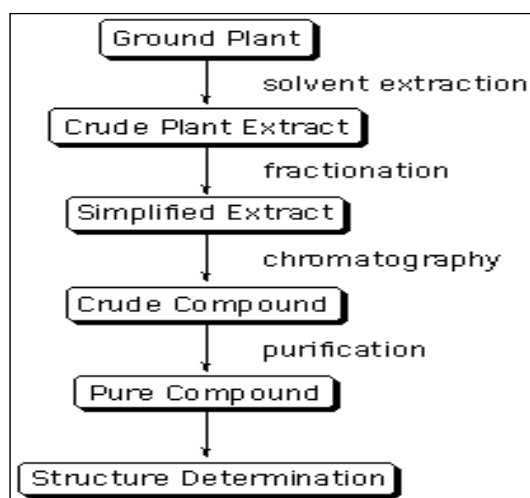 Ground Plant
solvent extraction
Crude Plant Extract
fractionation
Simplified Extract
chromatography
Crude Compound
purification
Pure Compound
Structure Determination